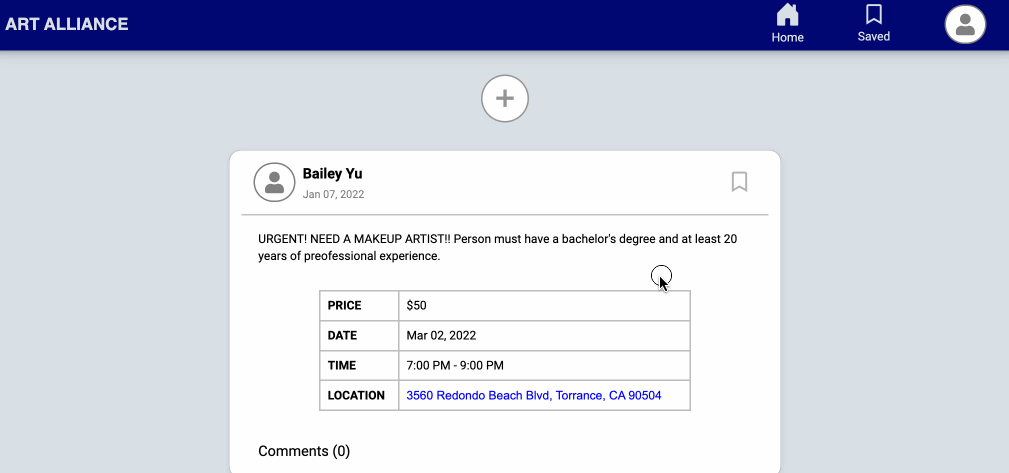 ART ALLIANCE
Home
Saved
Bailey Yu
Jan 07, 2022
URGENT! NEED A MAKEUP ARTIST!! Person must have a bachelor's degree and at least 20
years of preofessional experience.
PRICE $50
DATE Mar 02, 2022
TIME 7:00 PM - 9:00 PM
LOCATION 3560 Redondo Beach Blvd, Torrance, CA 90504
Comments (0)